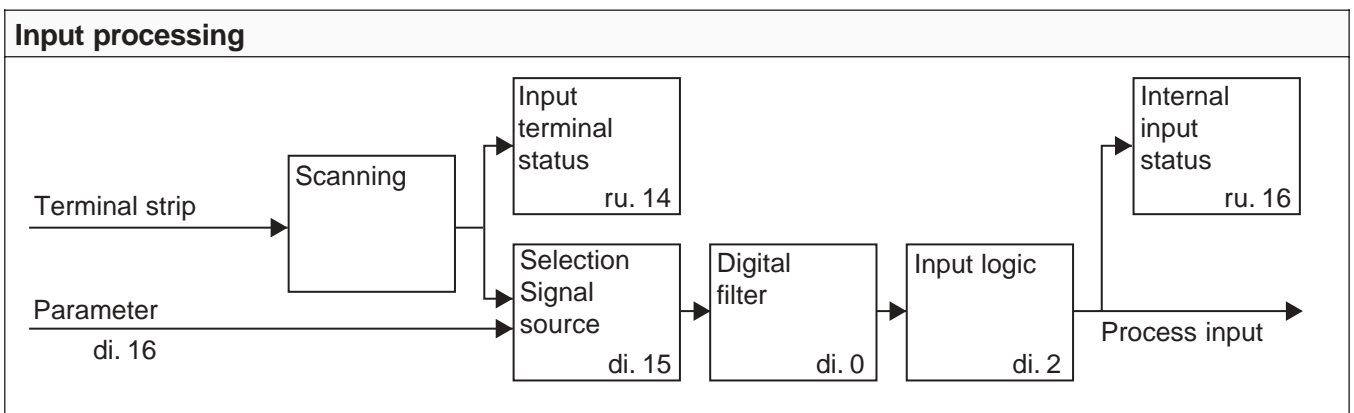 Input processing
Input
terminal
status
ru. 14
Internal
input
status
ru. 16
Scanning
Terminal strip
Selection
Signal
source
di. 15
Digital
filter
di. 0
Input logic
di. 2
Parameter
di. 16
Process input